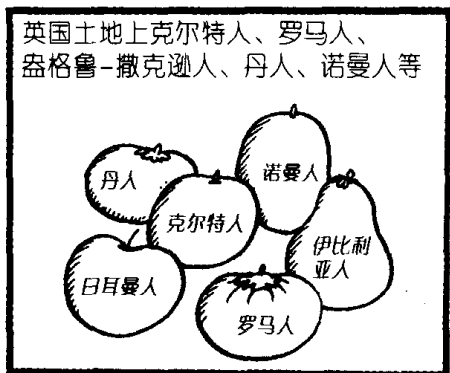 英国土地上克尔特人、罗马人、
盎格鲁-撒克逊人、丹人、诺曼人等
丹人
诺曼人
克尔特人
伊比利
亚人
日耳曼人
罗马人